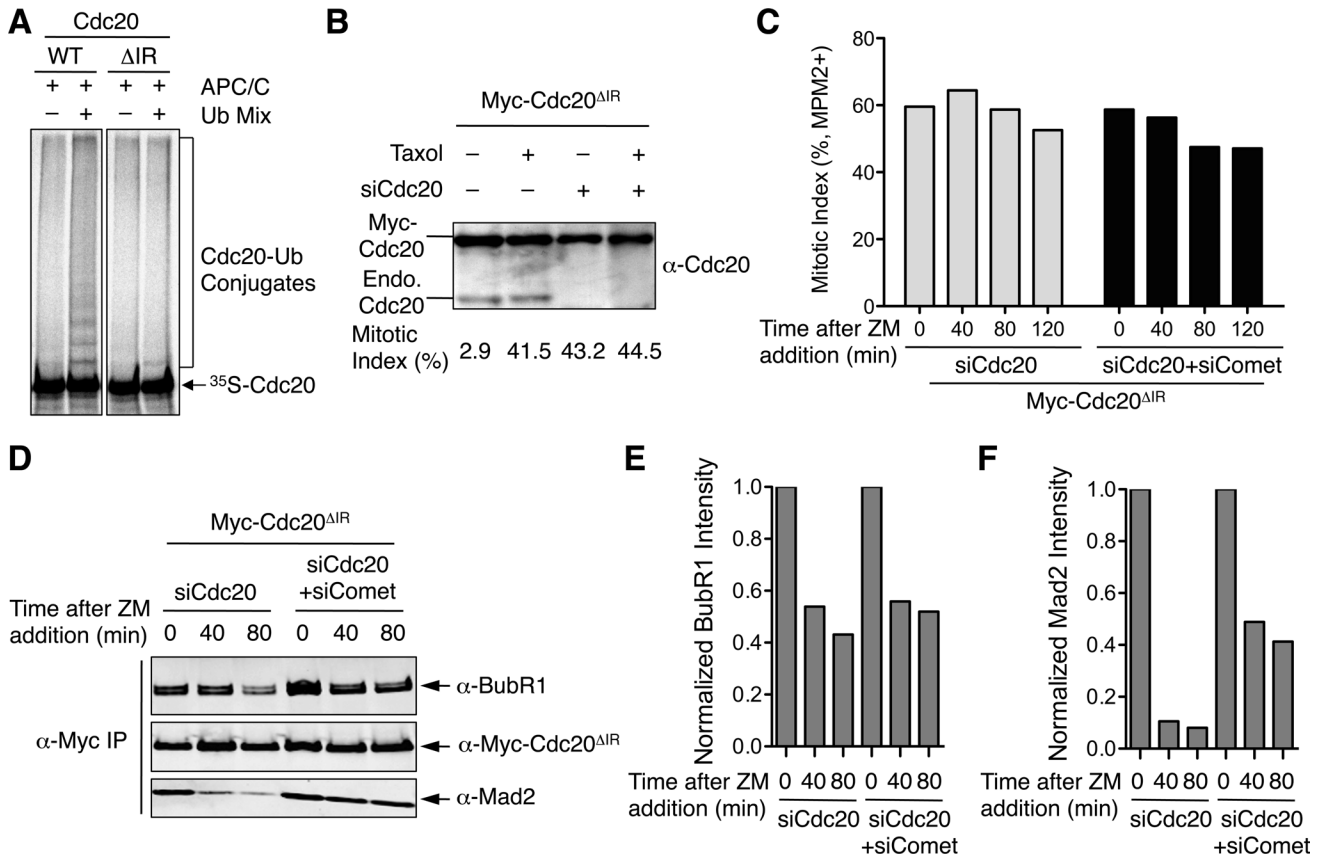 A
Cdc20
WT ΔIR
+ + + + APC/C
– + – + Ub Mix
Cdc20-Ub
Conjugates
³⁵S-Cdc20
B
Myc-Cdc20ΔIR
Taxol – + – +
siCdc20 – – + +
Myc-
Cdc20
Endo.
Cdc20
α-Cdc20
Mitotic
Index (%) 2.9 41.5 43.2 44.5
C
Mitotic Index (%, MPM2+)
80
60
40
20
0
Time after ZM
addition (min)
0 40 80 120 0 40 80 120
siCdc20 siCdc20+siComet
Myc-Cdc20ΔIR
D
Myc-Cdc20ΔIR
siCdc20
siCdc20
+siComet
Time after ZM
addition (min) 0 40 80 0 40 80
α-Myc IP
α-BubR1
α-Myc-Cdc20ΔIR
α-Mad2
E
Normalized BubR1 Intensity
1.0
0.8
0.6
0.4
0.2
0.0
Time after ZM
addition (min)
0 40 80 0 40 80
siCdc20 siCdc20
+siComet
F
Normalized Mad2 Intensity
1.0
0.8
0.6
0.4
0.2
0.0
Time after ZM
addition (min)
0 40 80 0 40 80
siCdc20 siCdc20
+siComet